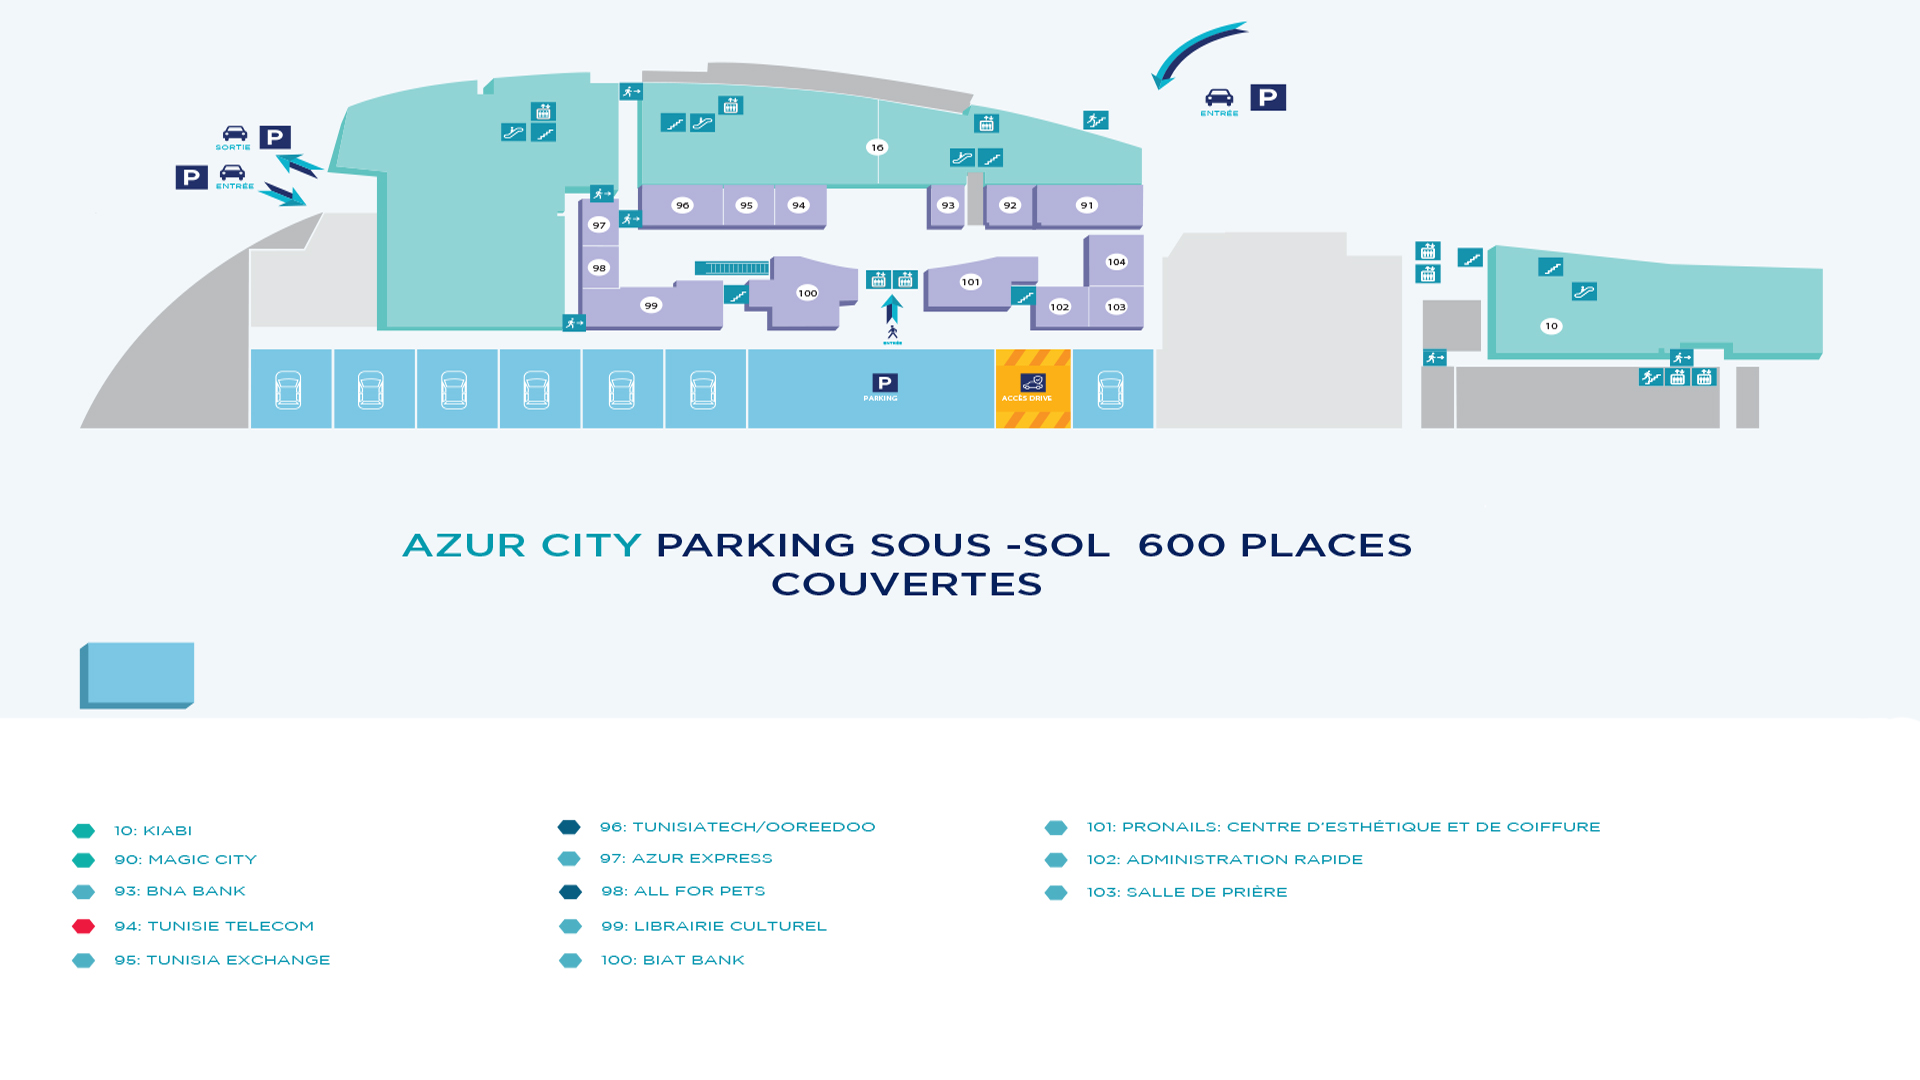 P
ENTRÉE
SORTIE
P
P
ENTRÉE
16
96
95
94
93
92
91
97
98
99
100
101
104
102
103
10
ENTRÉE
P
PARKING
ACCÈS DRIVE
AZUR CITY PARKING SOUS -SOL 600 PLACES
COUVERTES
10: KIABI
90: MAGIC CITY
93: BNA BANK
94: TUNISIE TELECOM
95: TUNISIA EXCHANGE
96: TUNISIATECH/OOREEDOO
97: AZUR EXPRESS
98: ALL FOR PETS
99: LIBRAIRIE CULTUREL
100: BIAT BANK
101: PRONAILS: CENTRE D'ESTHÉTIQUE ET DE COIFFURE
102: ADMINISTRATION RAPIDE
103: SALLE DE PRIÈRE